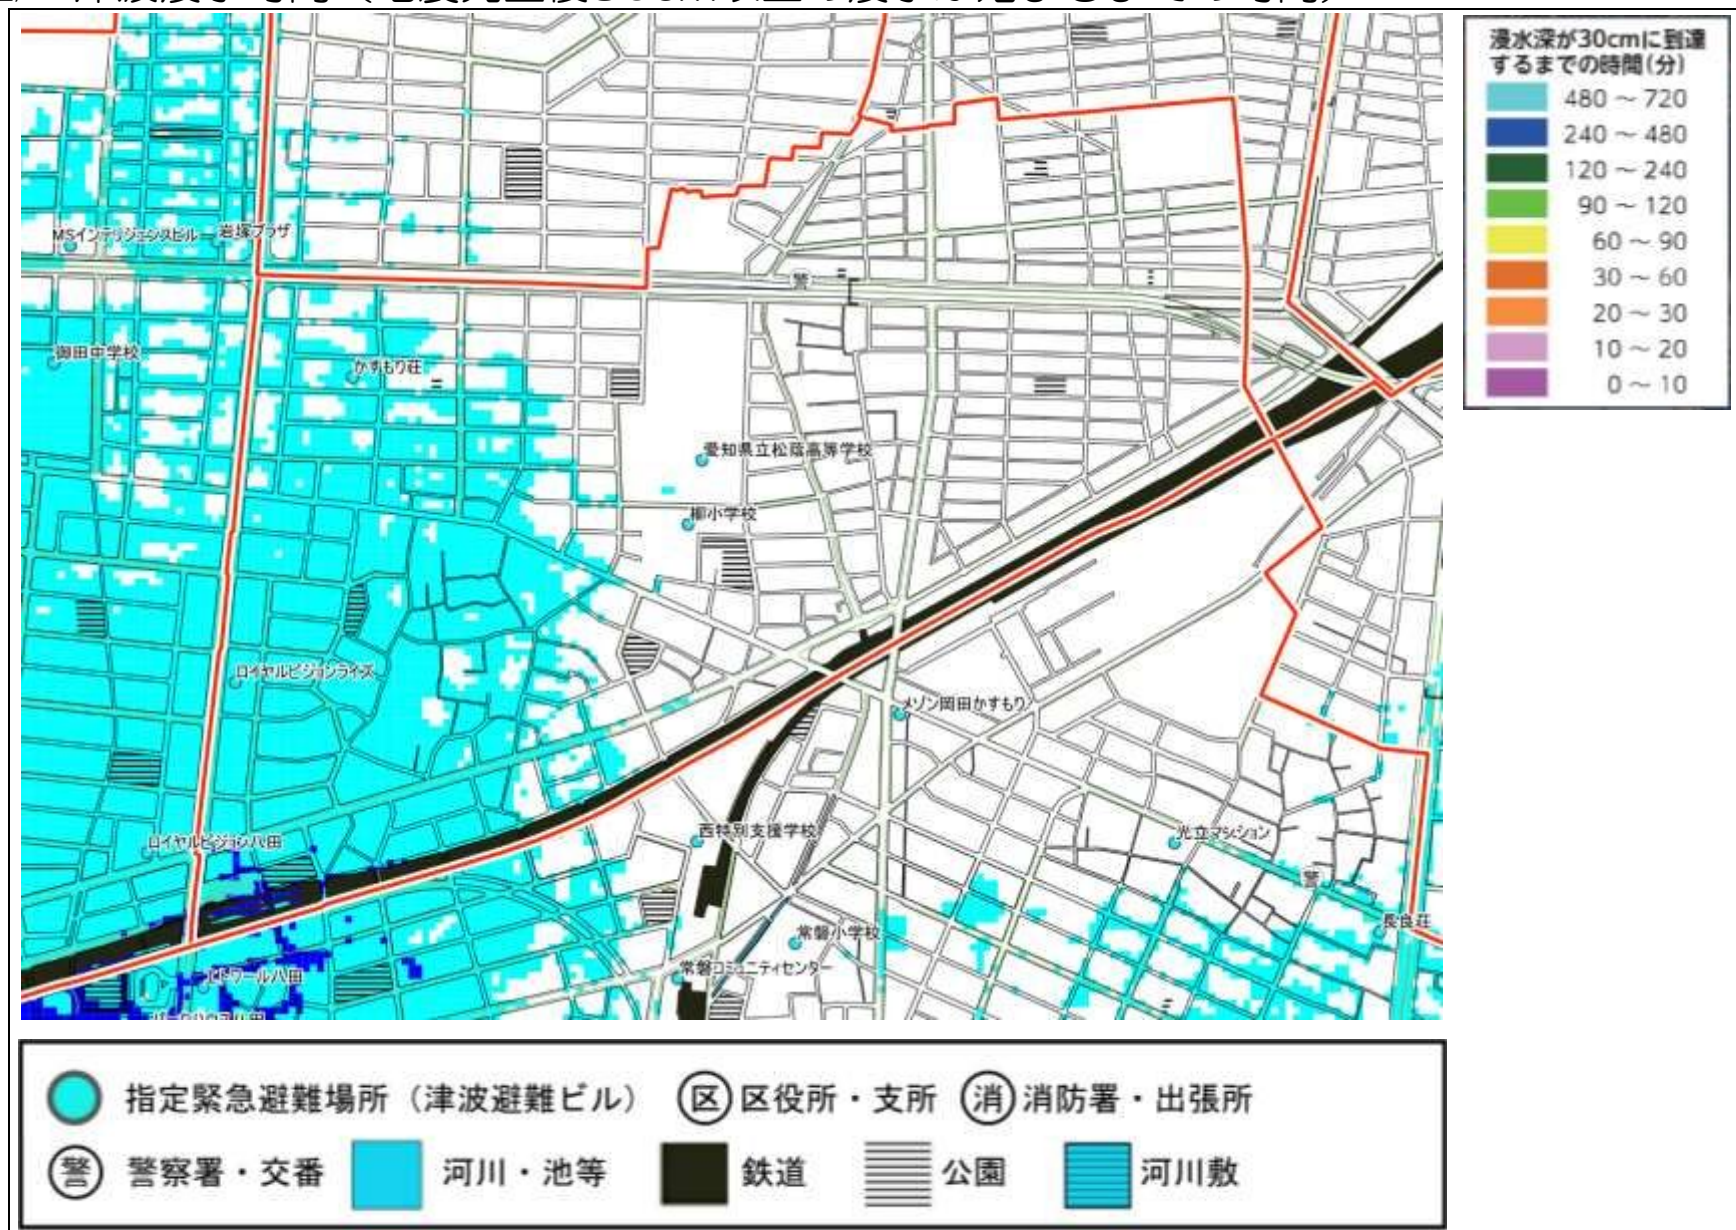 浸水深が30cmに到達
するまでの時間(分)
480 ～ 720
240 ～ 480
120 ～ 240
90 ～ 120
60 ～ 90
30 ～ 60
20 ～ 30
10 ～ 20
0 ～ 10
MSインテリジェンスビル
岩塚プラザ
警
御田中学校
かすもり荘
愛知県立松蔭高等学校
柳小学校
ロイヤルビジョンライズ
メゾン岡田かすもり
西特別支援学校
光立マンション
ロイヤルビジョン八田
警
長良荘
常磐小学校
常磐コミュニティセンター
エトワール八田
指定緊急避難場所（津波避難ビル）
区 区役所・支所
消 消防署・出張所
警 警察署・交番
河川・池等
鉄道
公園
河川敷